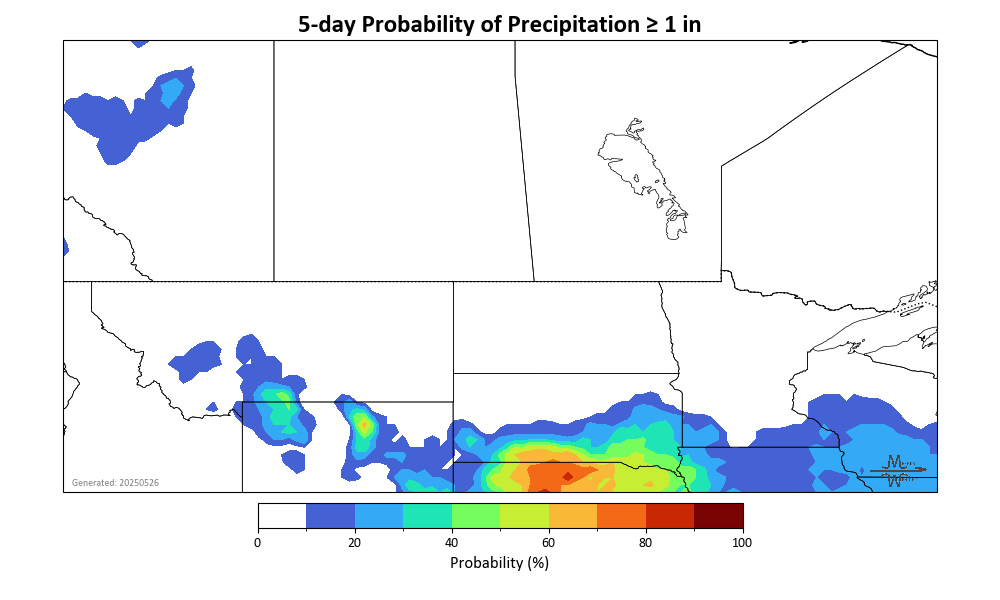 5-day Probability of Precipitation ≥ 1 in
Generated: 20250526
0 20 40 60 80 100
Probability (%)